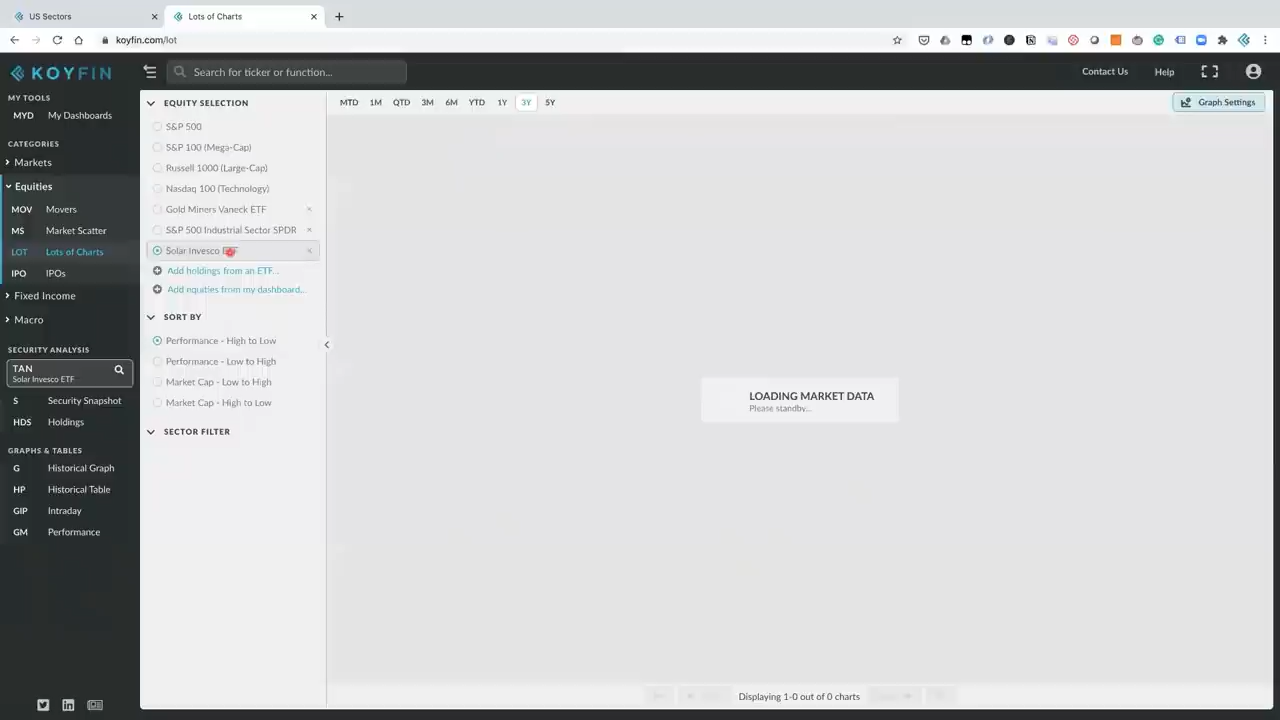 US Sectors
Lots of Charts
koyfin.com/lot
KOYFIN
Search for ticker or function...
Contact Us
Help
MY TOOLS
MYD My Dashboards
CATEGORIES
Markets
Equities
MOV Movers
MS Market Scatter
LOT Lots of Charts
IPO IPOs
Fixed Income
Macro
SECURITY ANALYSIS
TAN
Solar Invesco ETF
S Security Snapshot
HDS Holdings
GRAPHS & TABLES
G Historical Graph
HP Historical Table
GIP Intraday
GM Performance
EQUITY SELECTION
S&P 500
S&P 100 (Mega-Cap)
Russell 1000 (Large-Cap)
Nasdaq 100 (Technology)
Gold Miners Vaneck ETF
S&P 500 Industrial Sector SPDR
Solar Invesco ETF
Add holdings from an ETF...
Add equities from my dashboard...
SORT BY
Performance - High to Low
Performance - Low to High
Market Cap - Low to High
Market Cap - High to Low
SECTOR FILTER
MTD 1M QTD 3M 6M YTD 1Y 3Y 5Y
Graph Settings
LOADING MARKET DATA
Please standby...
Displaying 1-0 out of 0 charts